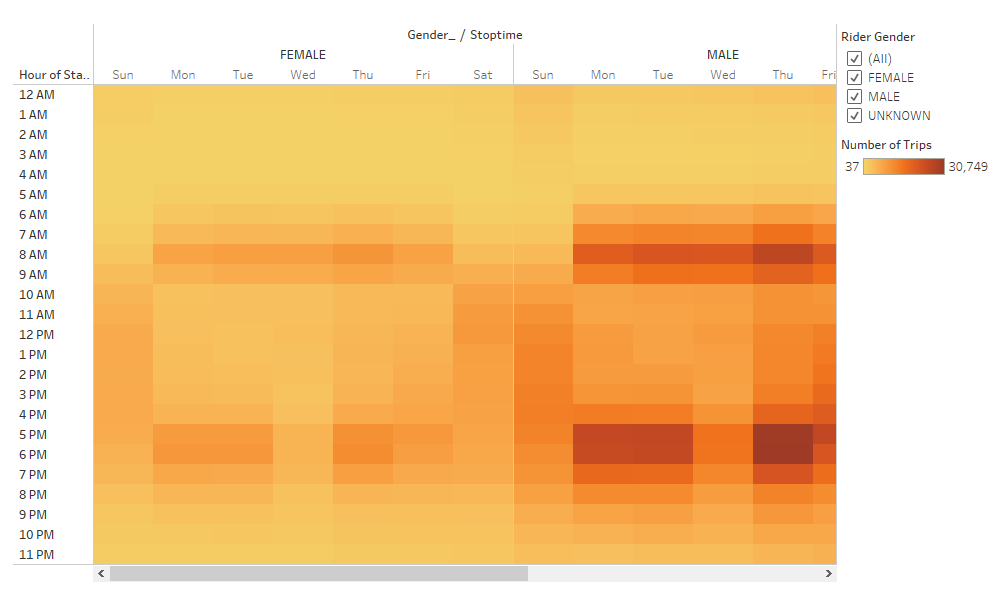 Gender_ / Stoptime
FEMALE MALE
Hour of Sta.. Sun Mon Tue Wed Thu Fri Sat Sun Mon Tue Wed Thu Fri
12 AM
1 AM
2 AM
3 AM
4 AM
5 AM
6 AM
7 AM
8 AM
9 AM
10 AM
11 AM
12 PM
1 PM
2 PM
3 PM
4 PM
5 PM
6 PM
7 PM
8 PM
9 PM
10 PM
11 PM
Rider Gender
(All)
FEMALE
MALE
UNKNOWN
Number of Trips
37 30,749